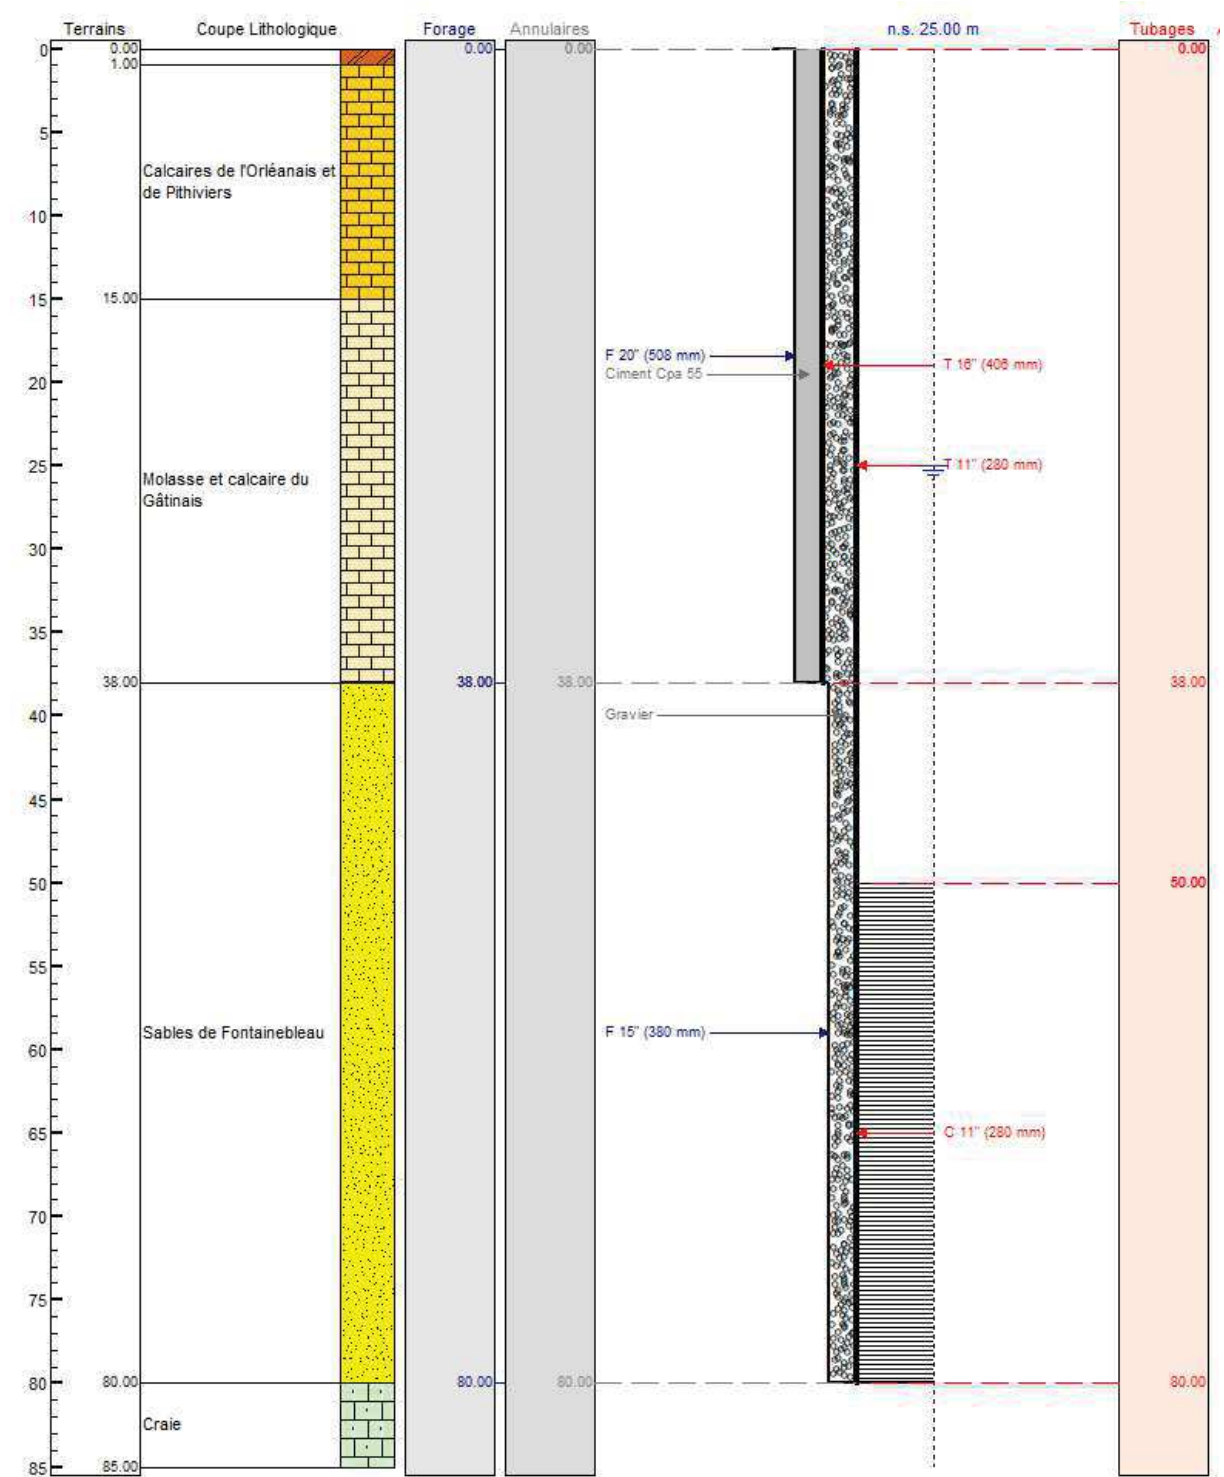 Terrains Coupe Lithologique Forage Annulaires n.s. 25.00 m Tubages
0 0.00 0.00 0.00 0.00
1.00
5
Calcaires de l'Orléanais et
de Pithiviers
10
15 15.00
F 20" (508 mm) T 16" (406 mm)
Ciment Cpa 55
20
25 T 11" (280 mm)
Molasse et calcaire du
Gâtinais
30
35
38.00 38.00 38.00 38.00
40 Gravier
45
50 50.00
55
Sables de Fontainebleau F 15" (380 mm)
60
65 C 11" (280 mm)
70
75
80 80.00 80.00 80.00 80.00
Craie
85 85.00